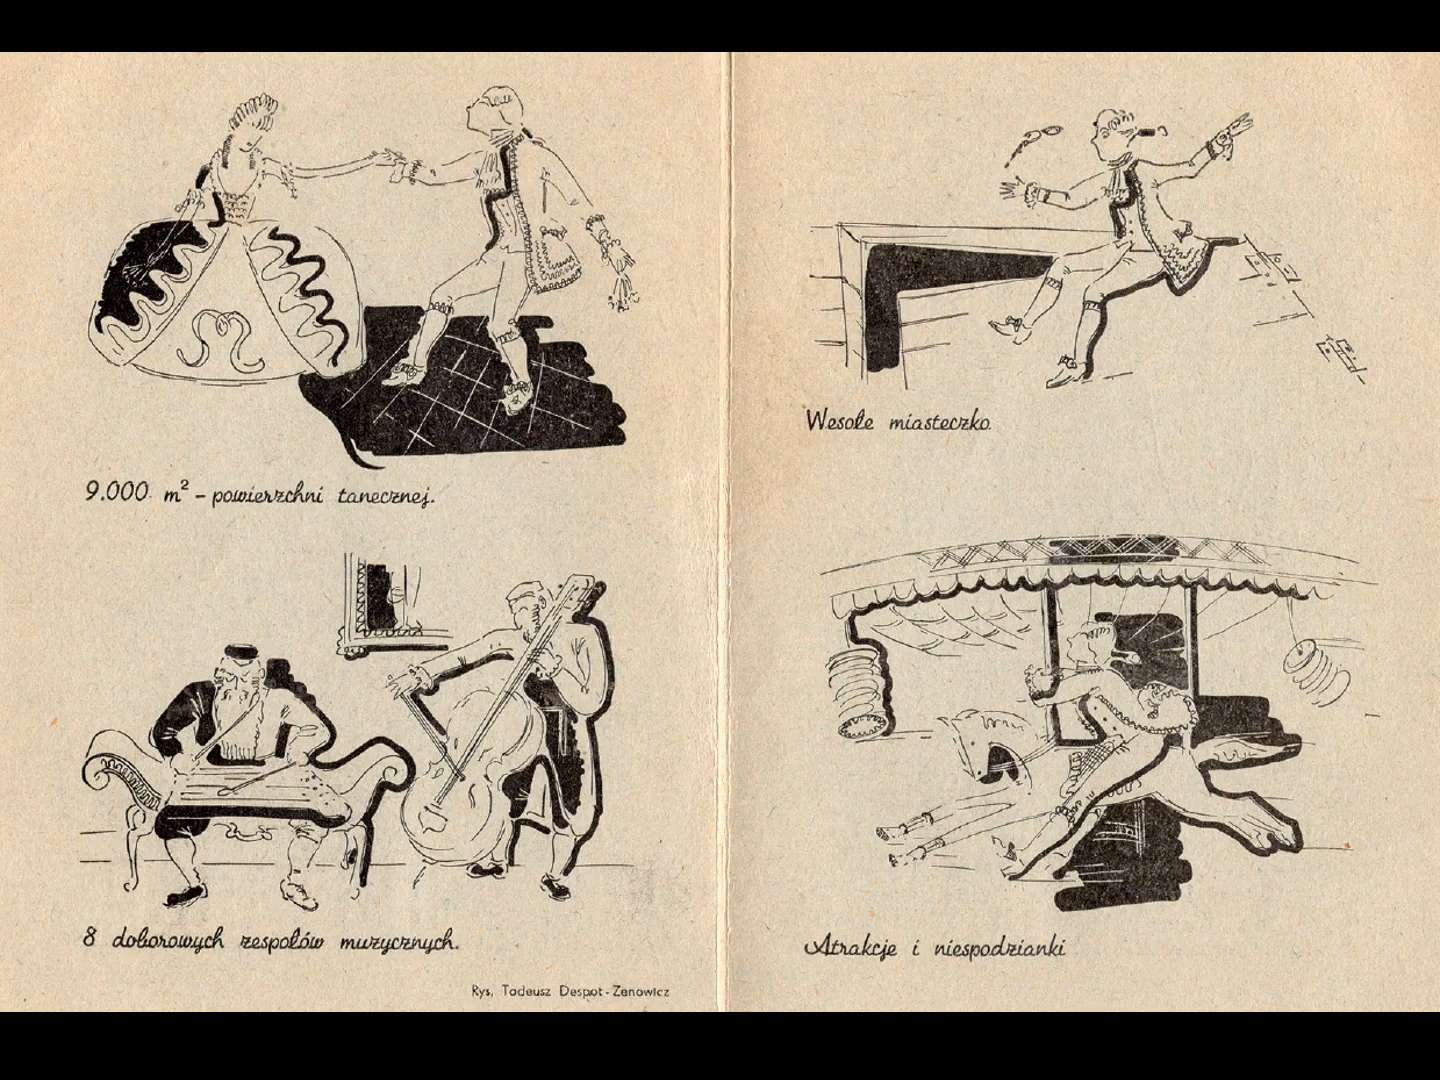 9.000 m² - powierzchni tanecznej.
8 doborowych zespołów muzycznych.
Rys. Tadeusz Despot-Zenowicz
Wesołe miasteczko
Atrakcje i niespodzianki